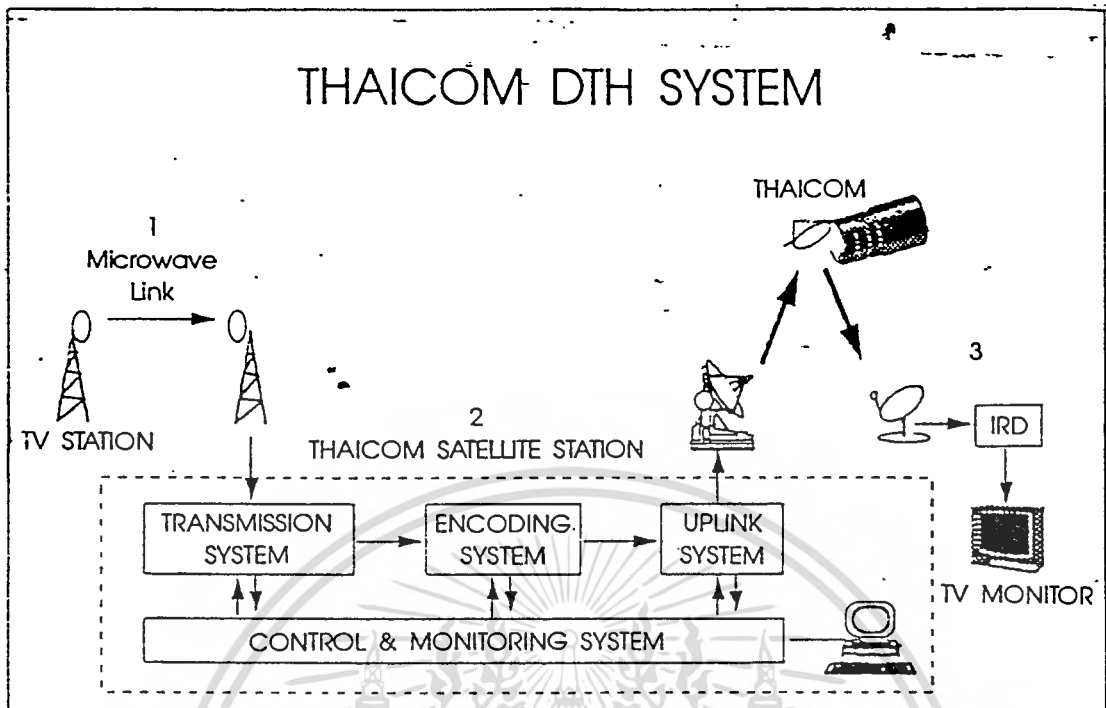 THAICOM DTH SYSTEM
THAICOM
1
Microwave
Link
3
TV STATION
2
THAICOM SATELLITE STATION
IRD
TRANSMISSION
SYSTEM
ENCODING
SYSTEM
UPLINK
SYSTEM
TV MONITOR
CONTROL & MONITORING SYSTEM